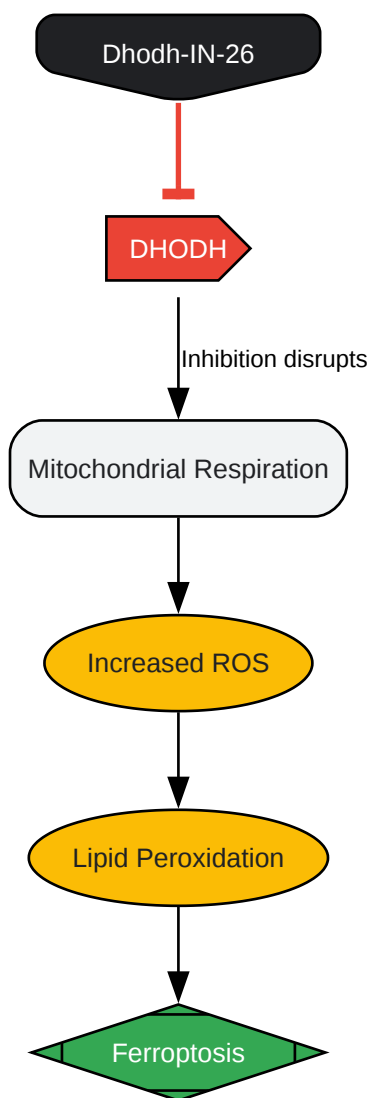 Dhodh-IN-26
DHODH
Inhibition disrupts
Mitochondrial Respiration
Increased ROS
Lipid Peroxidation
Ferroptosis